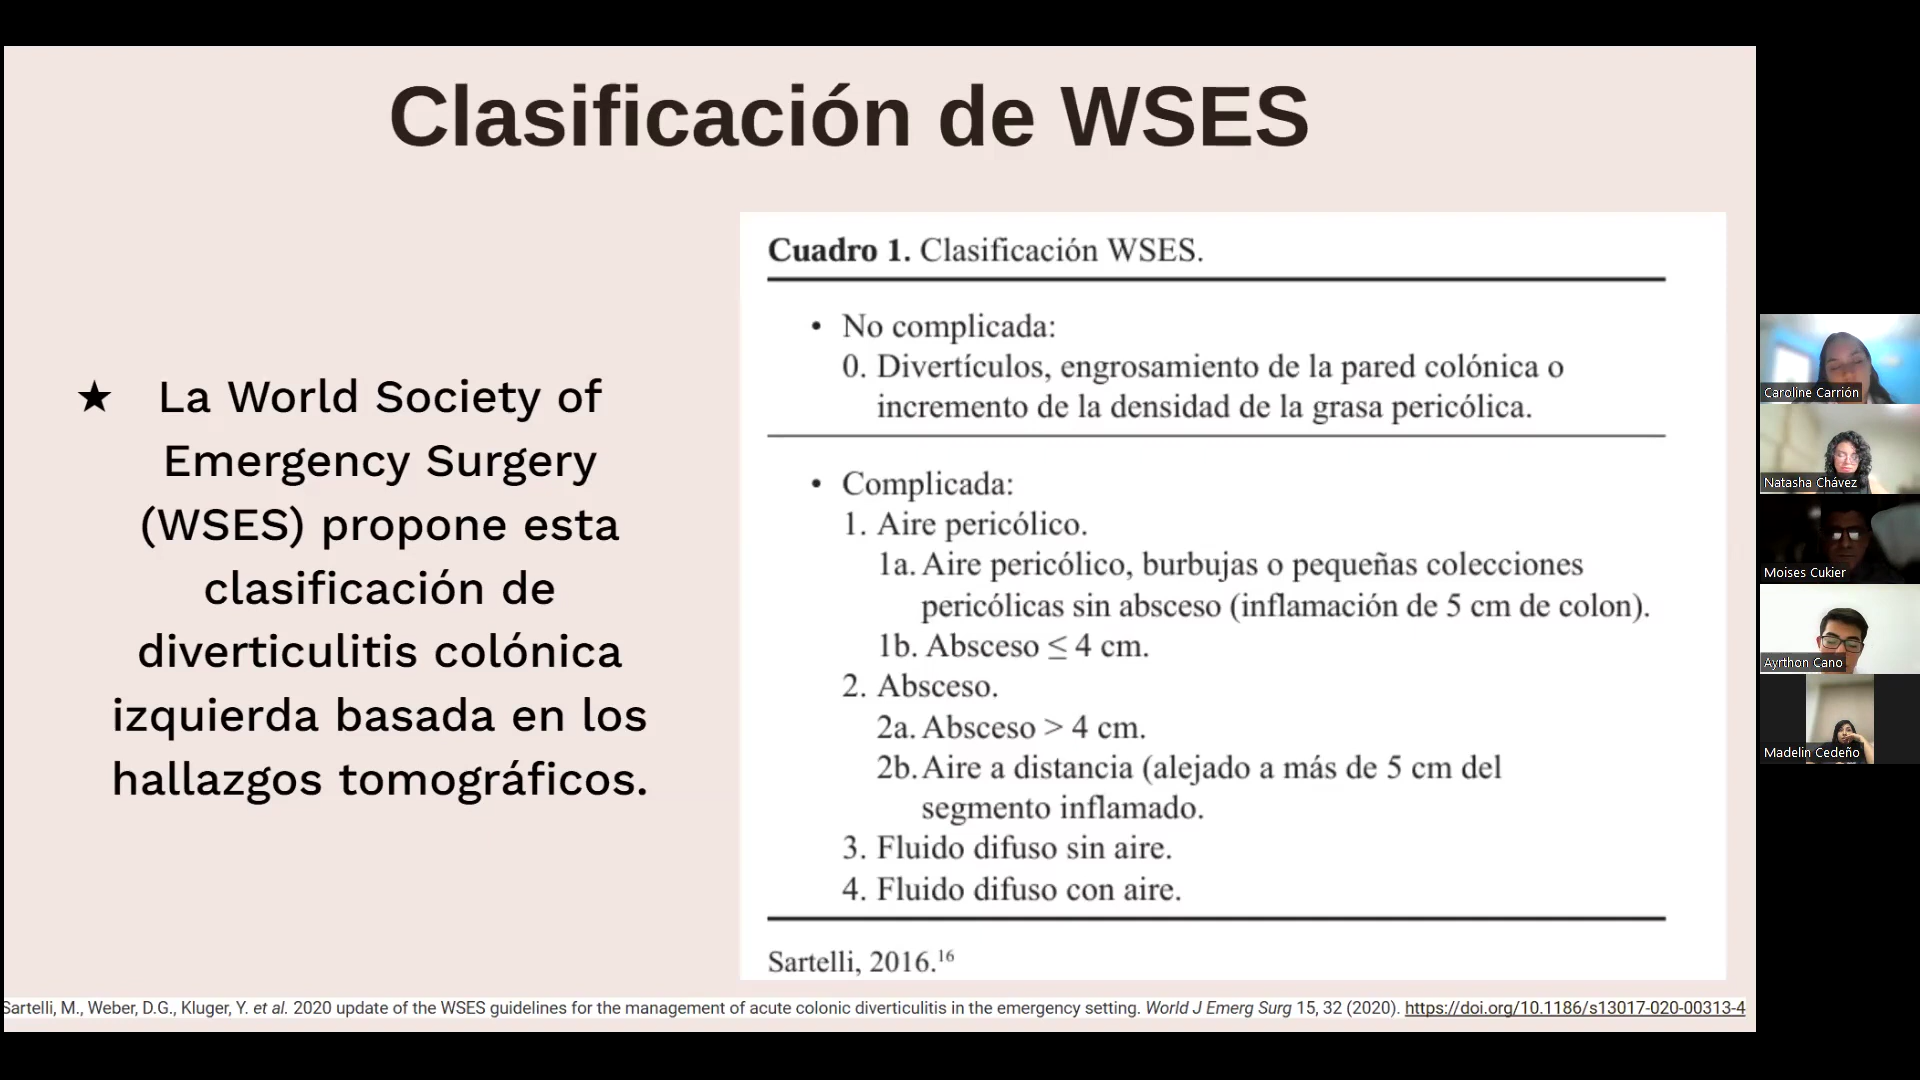 Clasificación de WSES
★ La World Society of
Emergency Surgery
(WSES) propone esta
clasificación de
diverticulitis colónica
izquierda basada en los
hallazgos tomográficos.
Cuadro 1. Clasificación WSES.
• No complicada:
0. Divertículos, engrosamiento de la pared colónica o
incremento de la densidad de la grasa pericólica.
• Complicada:
1. Aire pericólico.
1a. Aire pericólico, burbujas o pequeñas colecciones
pericólicas sin absceso (inflamación de 5 cm de colon).
1b. Absceso ≤ 4 cm.
2. Absceso.
2a. Absceso > 4 cm.
2b. Aire a distancia (alejado a más de 5 cm del
segmento inflamado.
3. Fluido difuso sin aire.
4. Fluido difuso con aire.
Sartelli, 2016.¹⁶
Sartelli, M., Weber, D.G., Kluger, Y. et al. 2020 update of the WSES guidelines for the management of acute colonic diverticulitis in the emergency setting. World J Emerg Surg 15, 32 (2020). https://doi.org/10.1186/s13017-020-00313-4
Caroline Carrión
Natasha Chávez
Moises Cukier
Ayrthon Cano
Madelin Cedeño